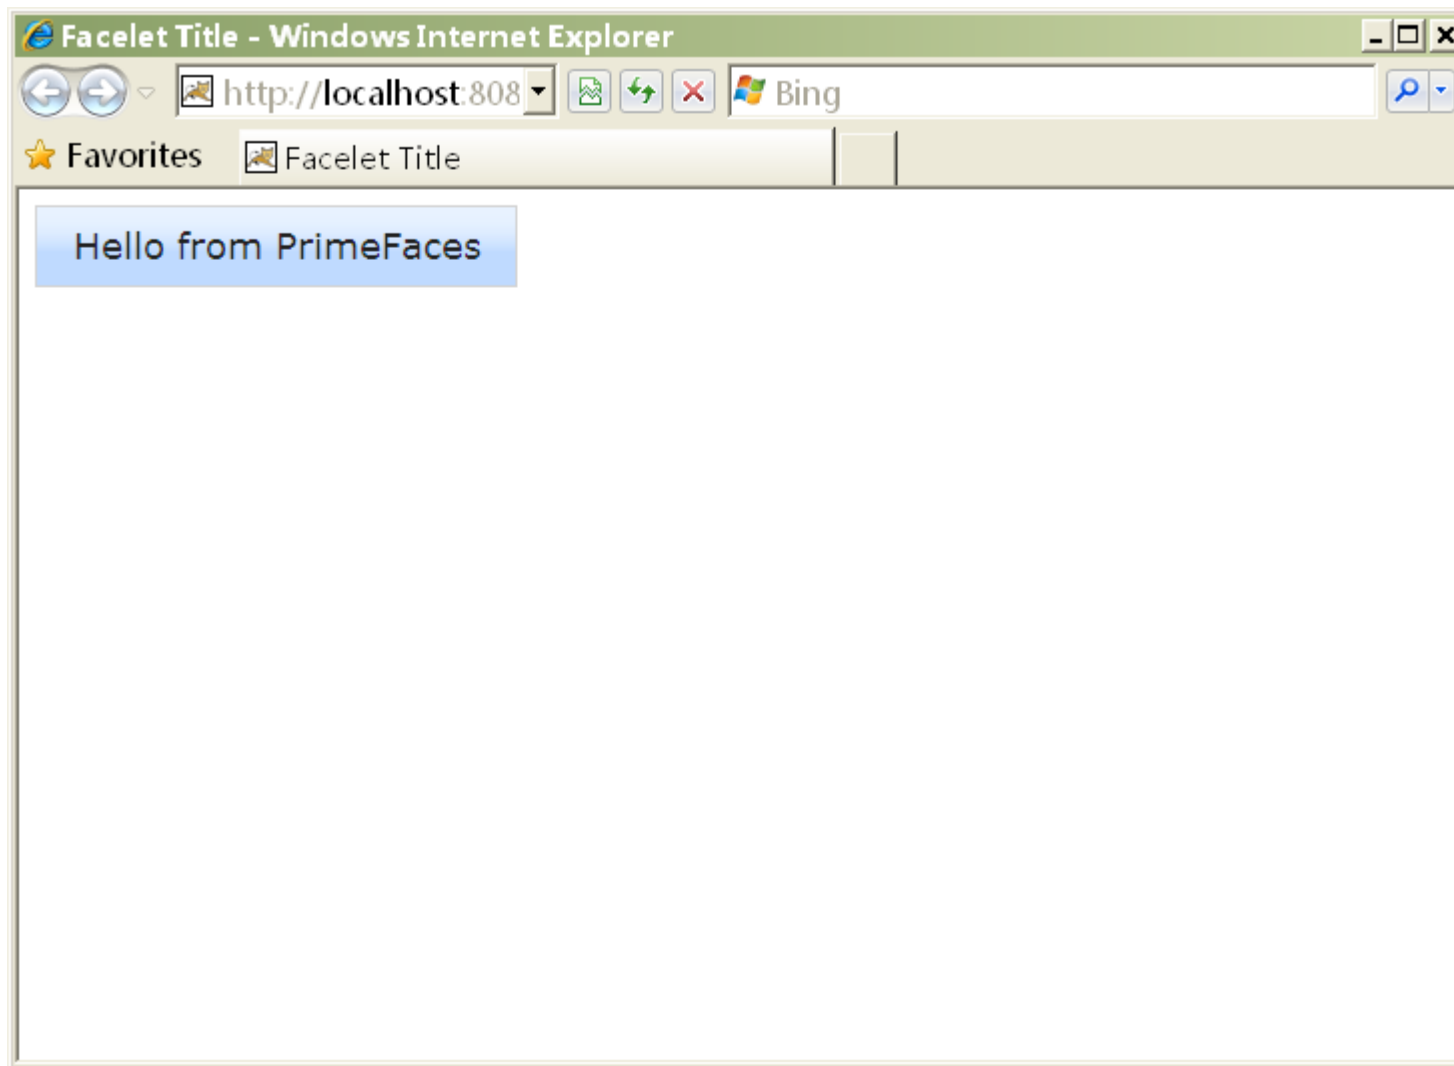 Facelet Title - Windows Internet Explorer
http://localhost:808
Bing
Favorites
Facelet Title
Hello from PrimeFaces